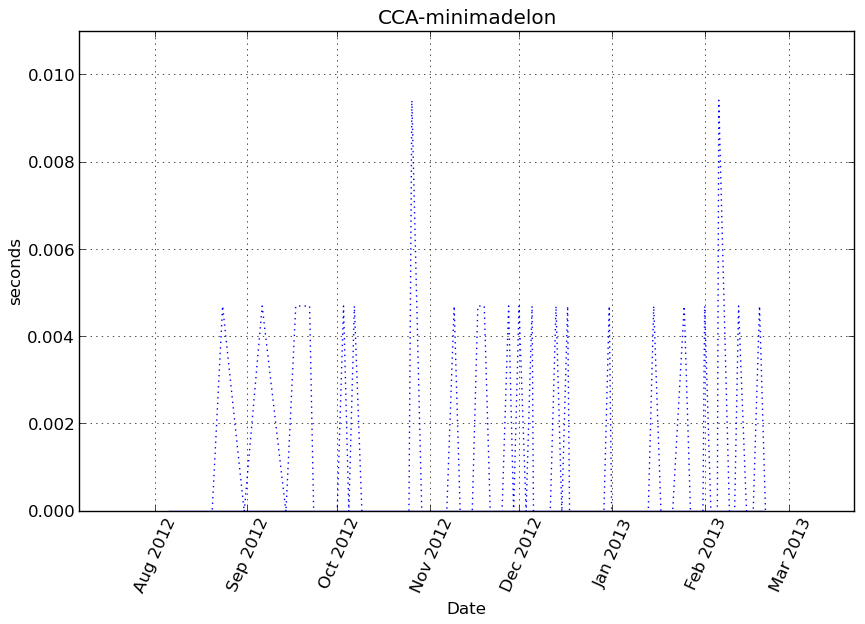 CCA-minimadelon
seconds
0.010
0.008
0.006
0.004
0.002
0.000
Aug 2012
Sep 2012
Oct 2012
Nov 2012
Dec 2012
Jan 2013
Feb 2013
Mar 2013
Date